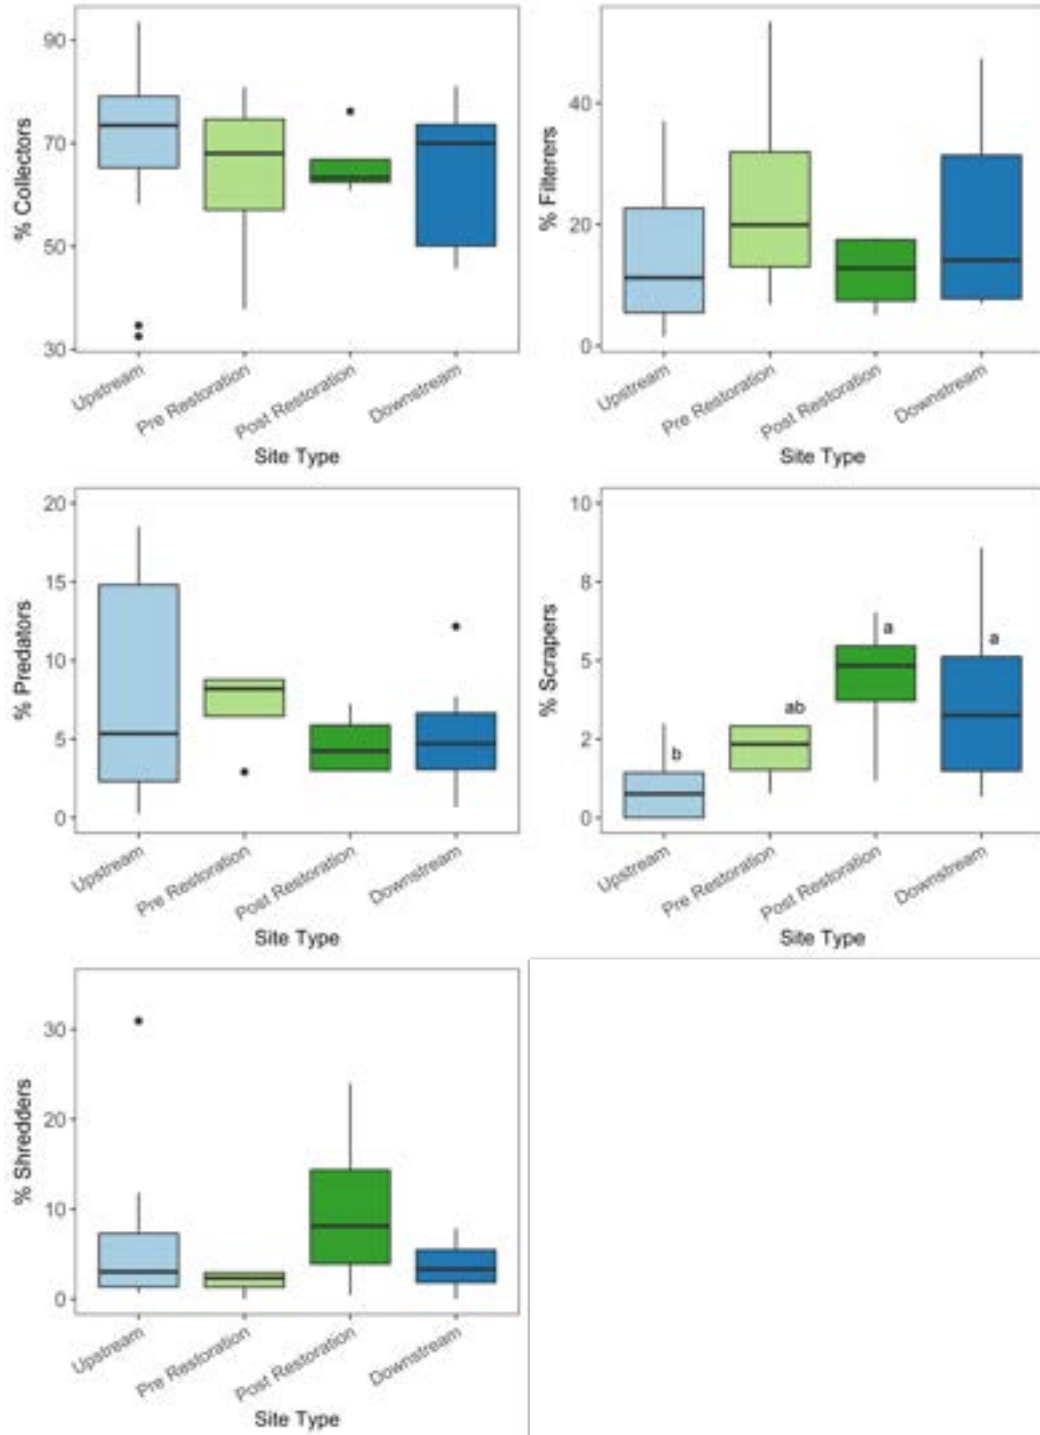 % Collectors
90
70
50
30
Upstream
Pre Restoration
Post Restoration
Downstream
Site Type
% Filterers
40
20
0
Upstream
Pre Restoration
Post Restoration
Downstream
Site Type
% Predators
20
15
10
5
0
Upstream
Pre Restoration
Post Restoration
Downstream
Site Type
% Scrapers
10
8
5
2
0
b
ab
a
a
Upstream
Pre Restoration
Post Restoration
Downstream
Site Type
% Shredders
30
20
10
0
Upstream
Pre Restoration
Post Restoration
Downstream
Site Type